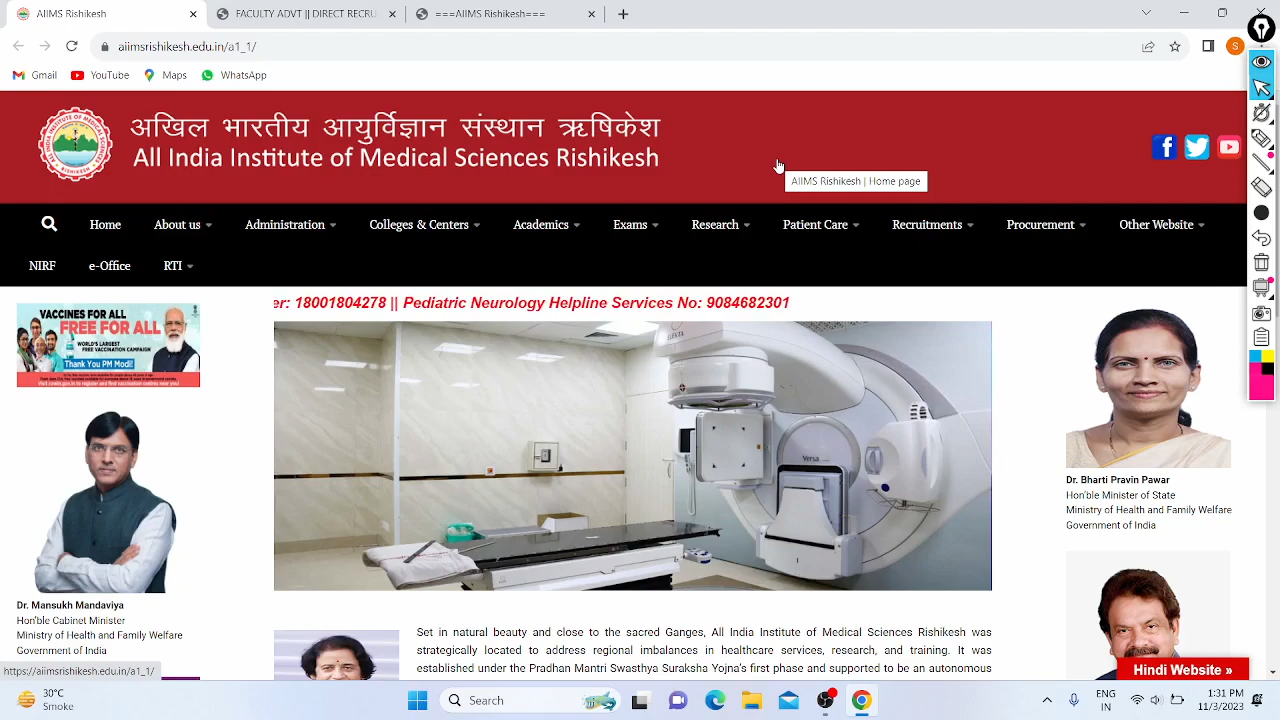 AIIMS Rishikesh
FACULTY ADVT || DIRECT RECRU
===AIIMS Rishikesh===
aiimsrishikesh.edu.in/a1_1/
S
Gmail
YouTube
Maps
WhatsApp
अखिल भारतीय आयुर्विज्ञान संस्थान ऋषिकेश
All India Institute of Medical Sciences Rishikesh
AIIMS Rishikesh | Home page
Home
About us
Administration
Colleges & Centers
Academics
Exams
Research
Patient Care
Recruitments
Procurement
Other Website
NIRF
e-Office
RTI
er: 18001804278 || Pediatric Neurology Helpline Services No: 9084682301
VACCINES FOR ALL
FREE FOR ALL
WORLD'S LARGEST
FREE VACCINATION CAMPAIGN
Thank You PM Modi!
Versa
Dr. Bharti Pravin Pawar
Hon'ble Minister of State
Ministry of Health and Family Welfare
Government of India
Dr. Mansukh Mandaviya
Hon'ble Cabinet Minister
Ministry of Health and Family Welfare
Government of India
Set in natural beauty and close to the sacred Ganges, All India Institute of Medical Sciences Rishikesh was
strategically located to address regional imbalances in healthcare services, research, and training. It was
established under the Pradhan Mantri Swasthya Suraksha Yojna's first phase and supported to be an autonomous
Hindi Website »
https://aiimsrishikesh.edu.in/a1_1/
30°C
Smoke
Search
ENG
IN
1:31 PM
11/3/2023